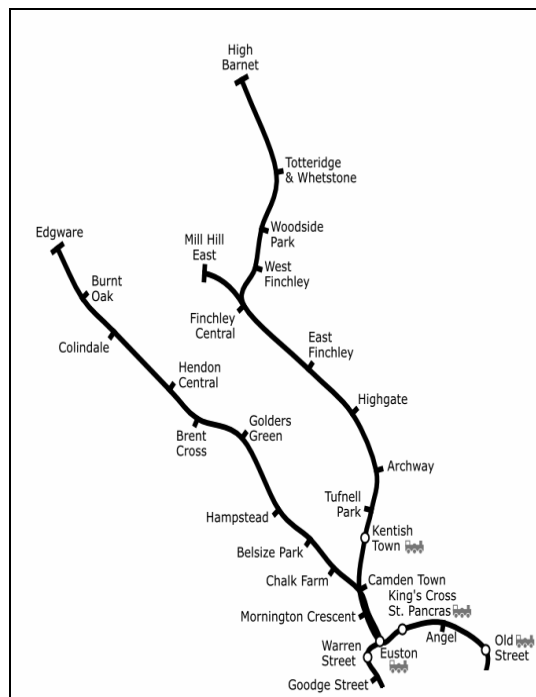 High
Barnet
Totteridge
& Whetstone
Woodside
Park
Edgware
Mill Hill
East
West
Finchley
Burnt
Oak
Finchley
Central
Colindale
East
Finchley
Hendon
Central
Highgate
Golders
Green
Brent
Cross
Archway
Tufnell
Park
Hampstead
Kentish
Town
Belsize Park
Chalk Farm
Camden Town
King's Cross
St. Pancras
Mornington Crescent
Angel
Old
Street
Warren
Street
Euston
Goodge Street